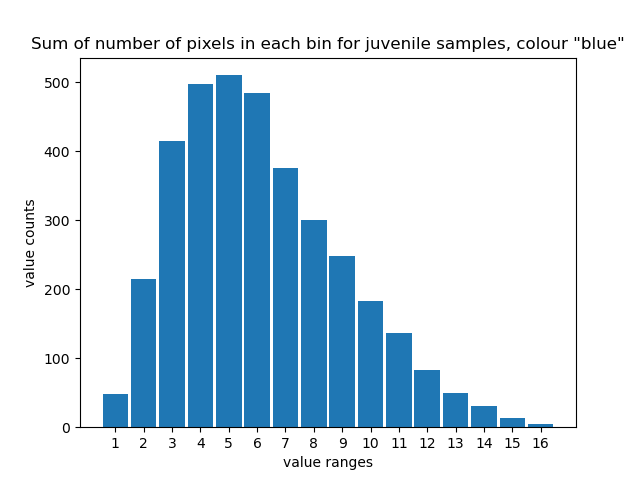 Sum of number of pixels in each bin for juvenile samples, colour "blue"
500
400
300
200
100
0
value counts
1 2 3 4 5 6 7 8 9 10 11 12 13 14 15 16
value ranges